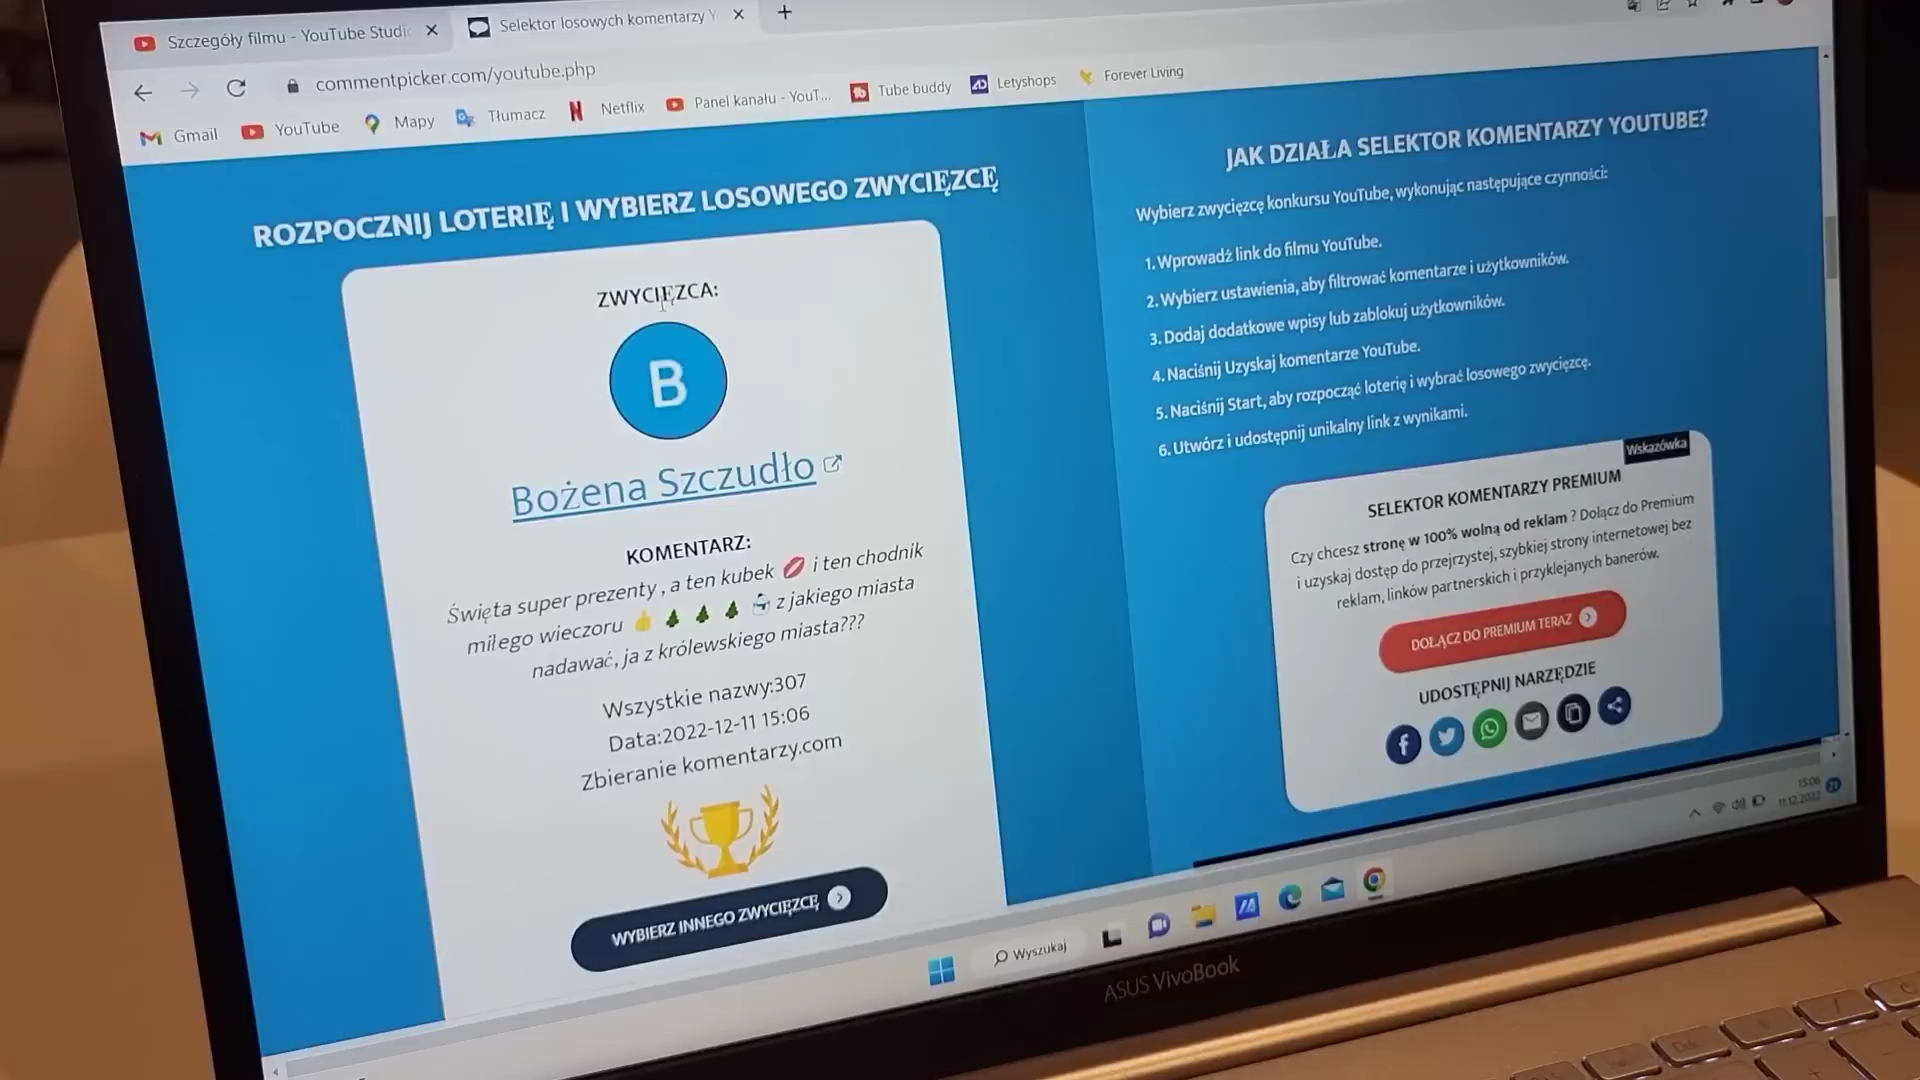 Szczegóły filmu - YouTube Studi
Selektor losowych komentarzy Y
commentpicker.com/youtube.php
Gmail
YouTube
Mapy
Tłumacz
Netflix
Panel kanału - YouT...
Tube buddy
Letyshops
Forever Living
ROZPOCZNIJ LOTERIĘ I WYBIERZ LOSOWEGO ZWYCIĘZCĘ
ZWYCIĘZCA:
B
Bożena Szczudło
KOMENTARZ:
Święta super prezenty , a ten kubek 💋 i ten chodnik
miłego wieczoru 👍 🌲 🌲 🌲 ⛄ z jakiego miasta
nadawać, ja z królewskiego miasta???
Wszystkie nazwy:307
Data:2022-12-11 15:06
Zbieranie komentarzy.com
WYBIERZ INNEGO ZWYCIĘZCĘ
JAK DZIAŁA SELEKTOR KOMENTARZY YOUTUBE?
Wybierz zwycięzcę konkursu YouTube, wykonując następujące czynności:
1. Wprowadź link do filmu YouTube.
2. Wybierz ustawienia, aby filtrować komentarze i użytkowników.
3. Dodaj dodatkowe wpisy lub zablokuj użytkowników.
4. Naciśnij Uzyskaj komentarze YouTube.
5. Naciśnij Start, aby rozpocząć loterię i wybrać losowego zwycięzcę.
6. Utwórz i udostępnij unikalny link z wynikami.
Wskazówka
SELEKTOR KOMENTARZY PREMIUM
Czy chcesz stronę w 100% wolną od reklam ? Dołącz do Premium
i uzyskaj dostęp do przejrzystej, szybkiej strony internetowej bez
reklam, linków partnerskich i przyklejanych banerów.
DOŁĄCZ DO PREMIUM TERAZ
UDOSTĘPNIJ NARZĘDZIE
15:06
11.12.2022
Wyszukaj
ASUS VivoBook